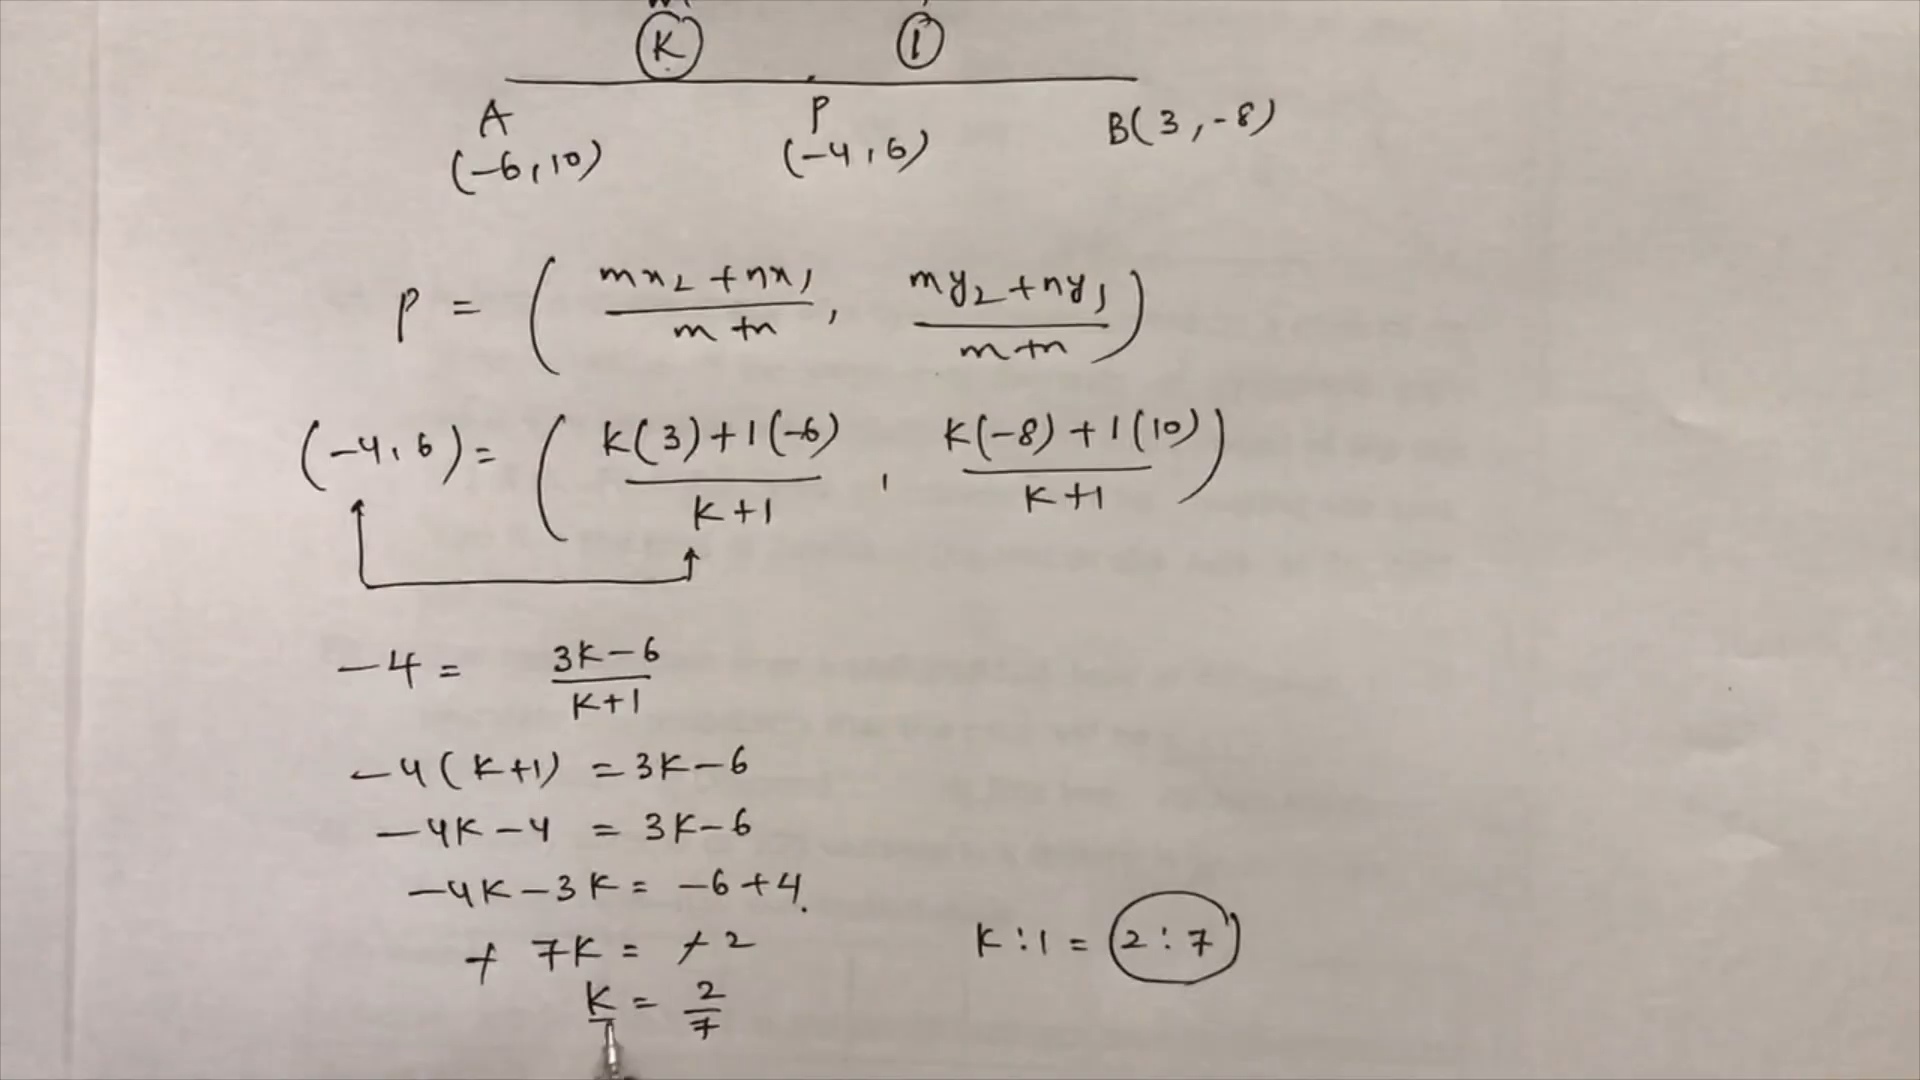 K 1
A P B(3,-8)
(-6,10) (-4,6)
P = ( mx₂+nx₁ / m+n , my₂+ny₁ / m+n )
(-4,6) = ( K(3)+1(-6) / K+1 , K(-8)+1(10) / K+1 )
-4 = 3K-6 / K+1
-4(K+1) = 3K-6
-4K-4 = 3K-6
-4K-3K = -6+4
- 7K = -2 K:1 = 2:7
K = 2/7